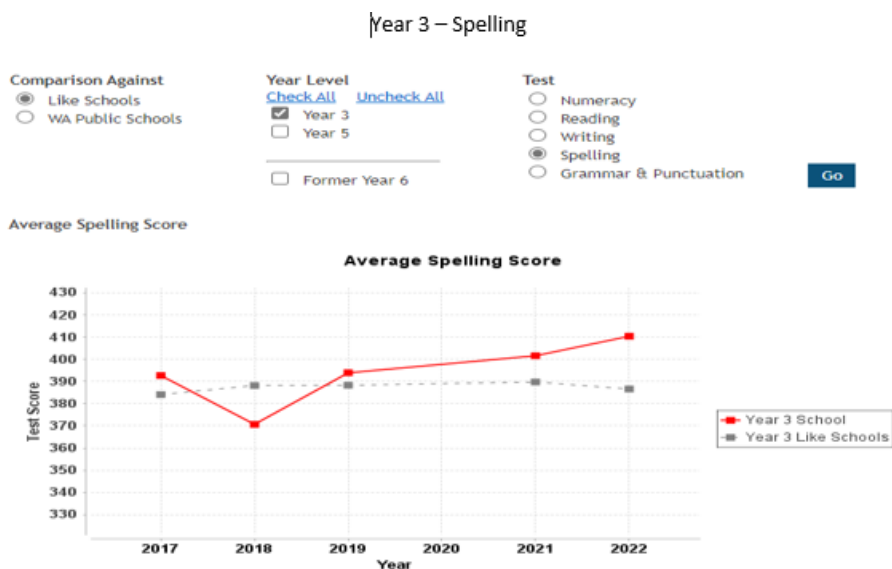 Year 3 – Spelling
Comparison Against
Like Schools
WA Public Schools
Year Level
Check All Uncheck All
Year 3
Year 5
Former Year 6
Test
Numeracy
Reading
Writing
Spelling
Grammar & Punctuation
Go
Average Spelling Score
Average Spelling Score
430
420
410
400
390
380
370
360
350
340
330
Test Score
2017 2018 2019 2020 2021 2022
Year
Year 3 School
Year 3 Like Schools